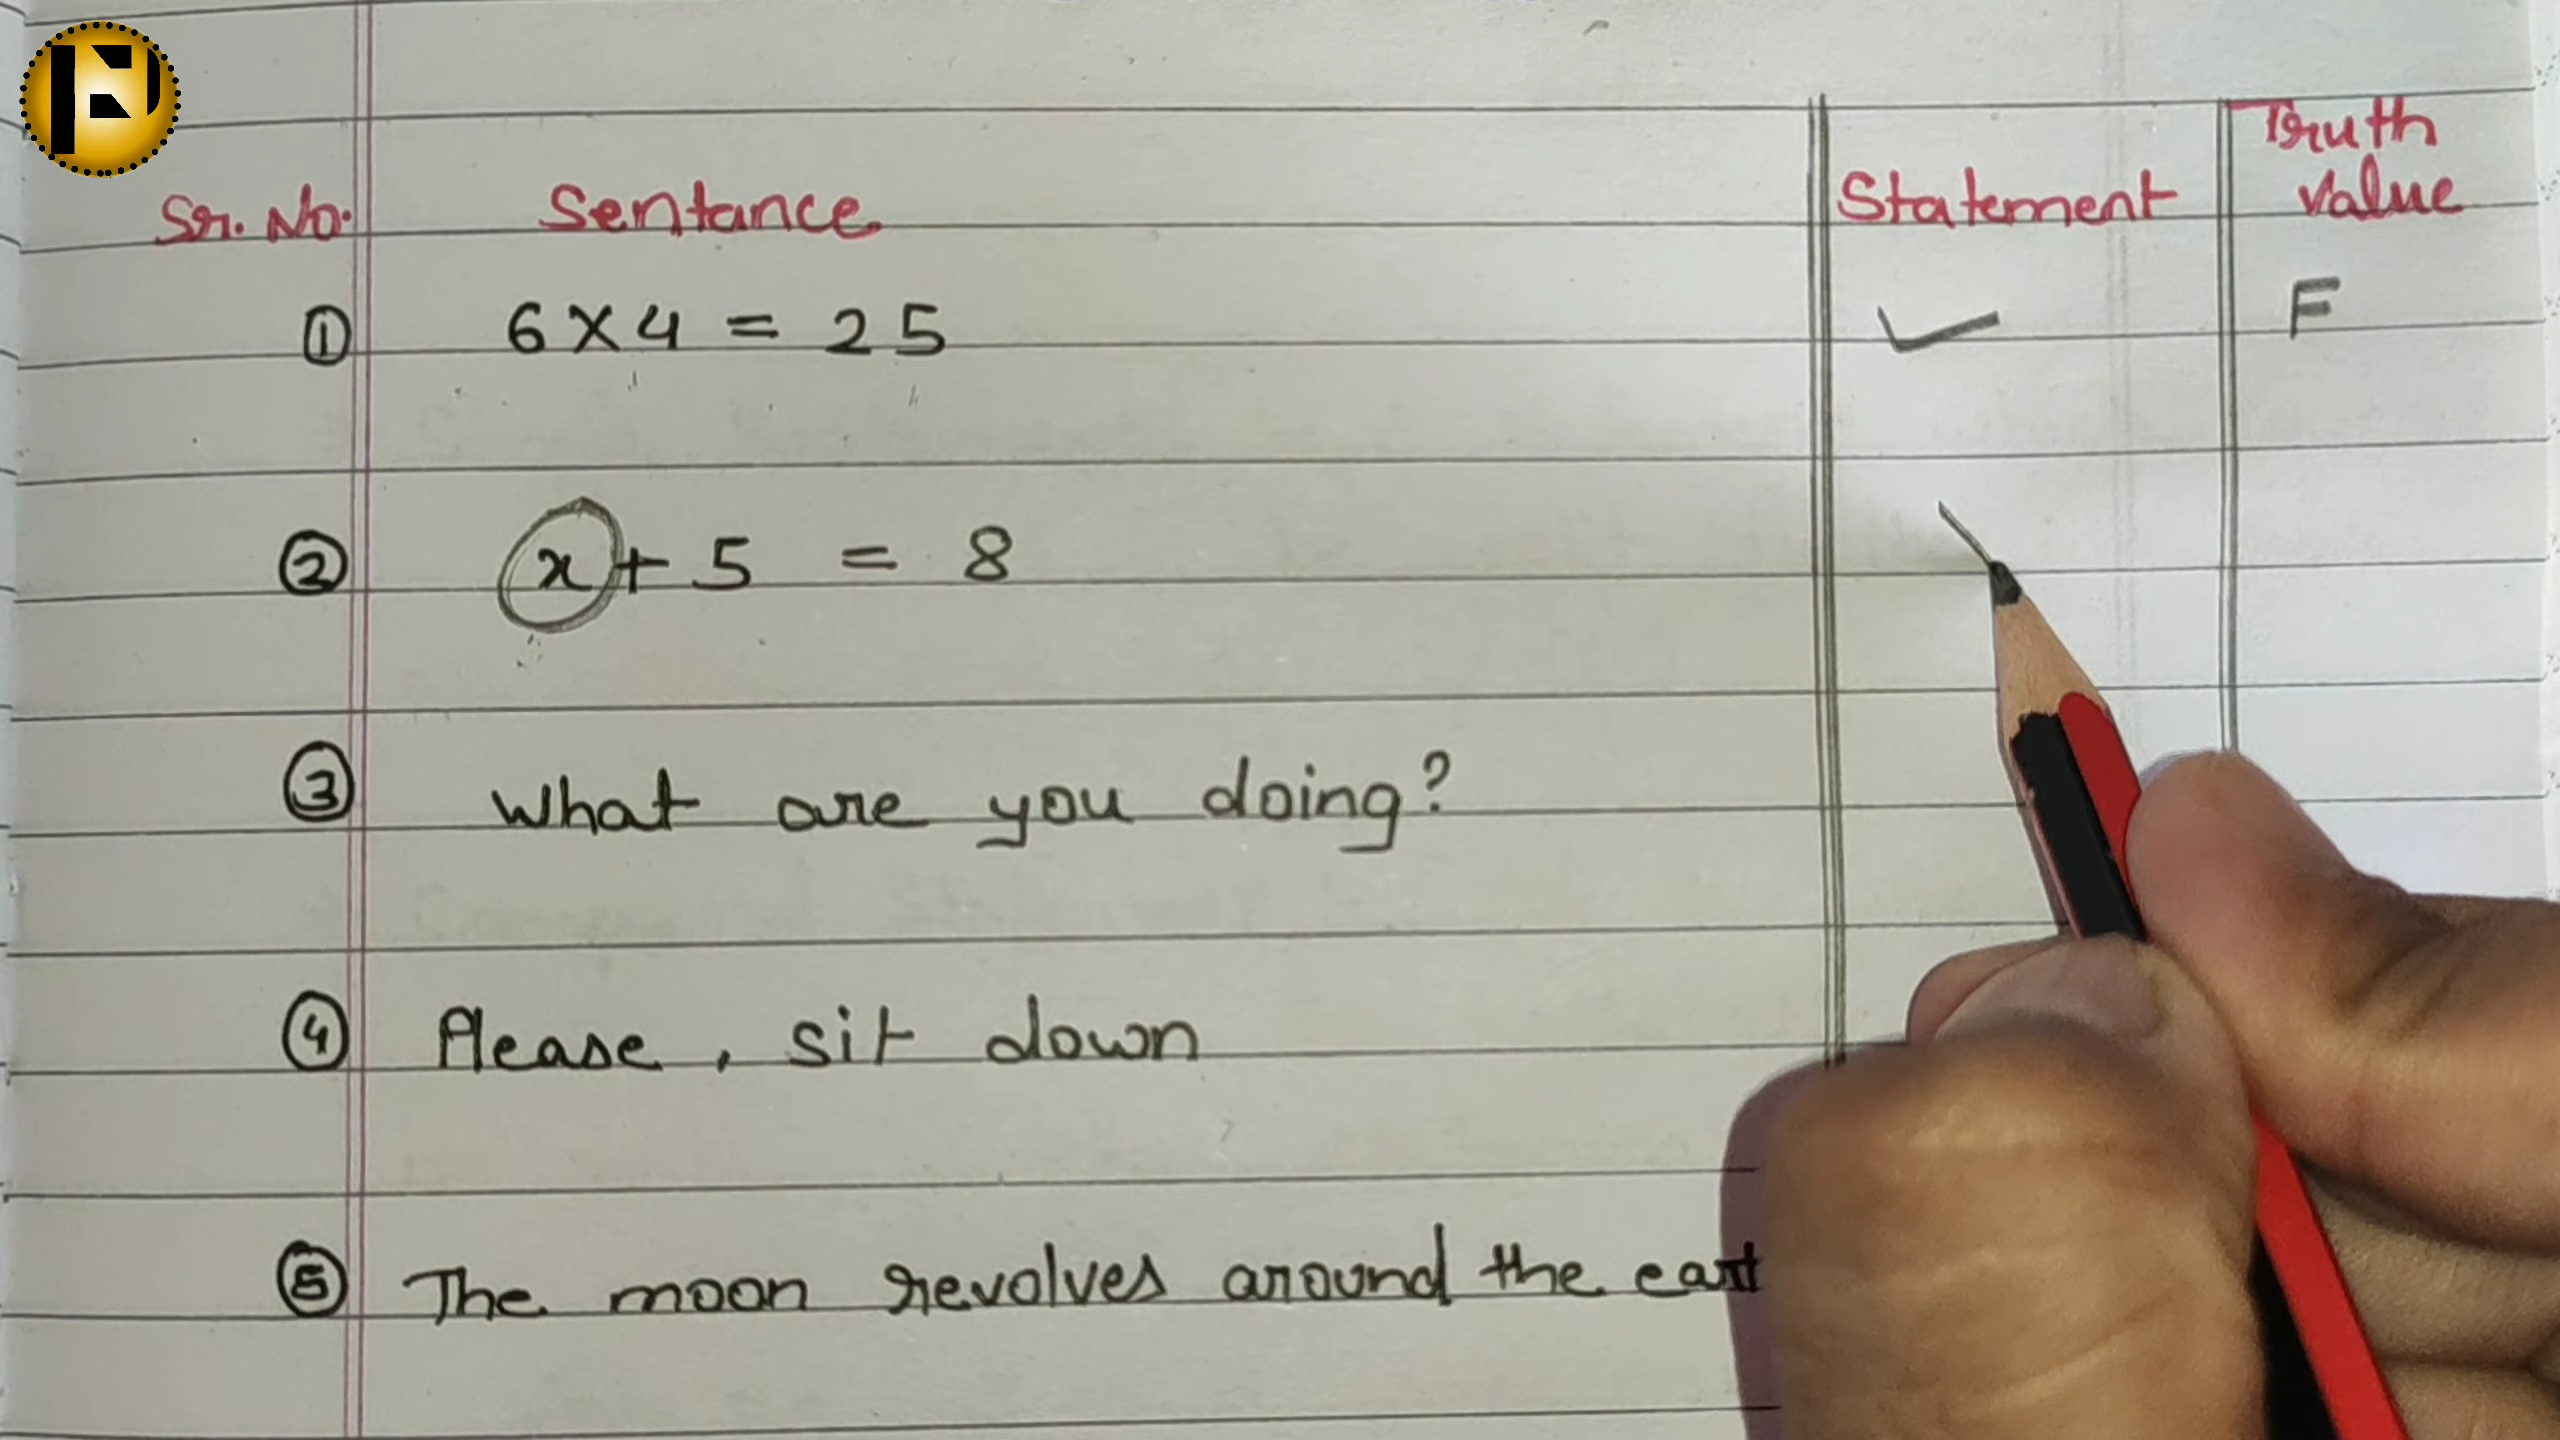 Sr. No. Sentance Statement Truth value
① 6 × 4 = 25 ✓ F
② x + 5 = 8
③ What are you doing?
④ Please, sit down
⑤ The moon revolves around the eart